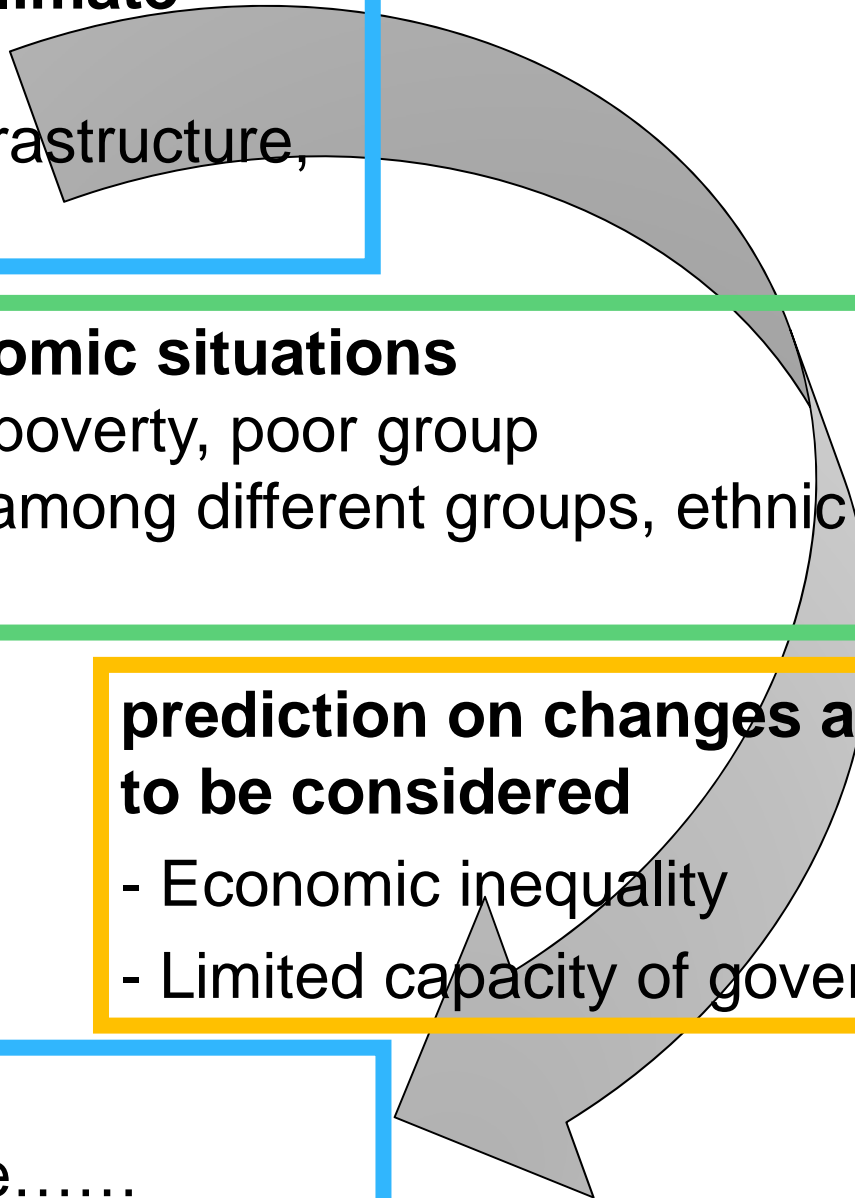 rastructure,
omic situations
poverty, poor group
among different groups, ethnic
prediction on changes a
to be considered
- Economic inequality
- Limited capacity of gover
e......